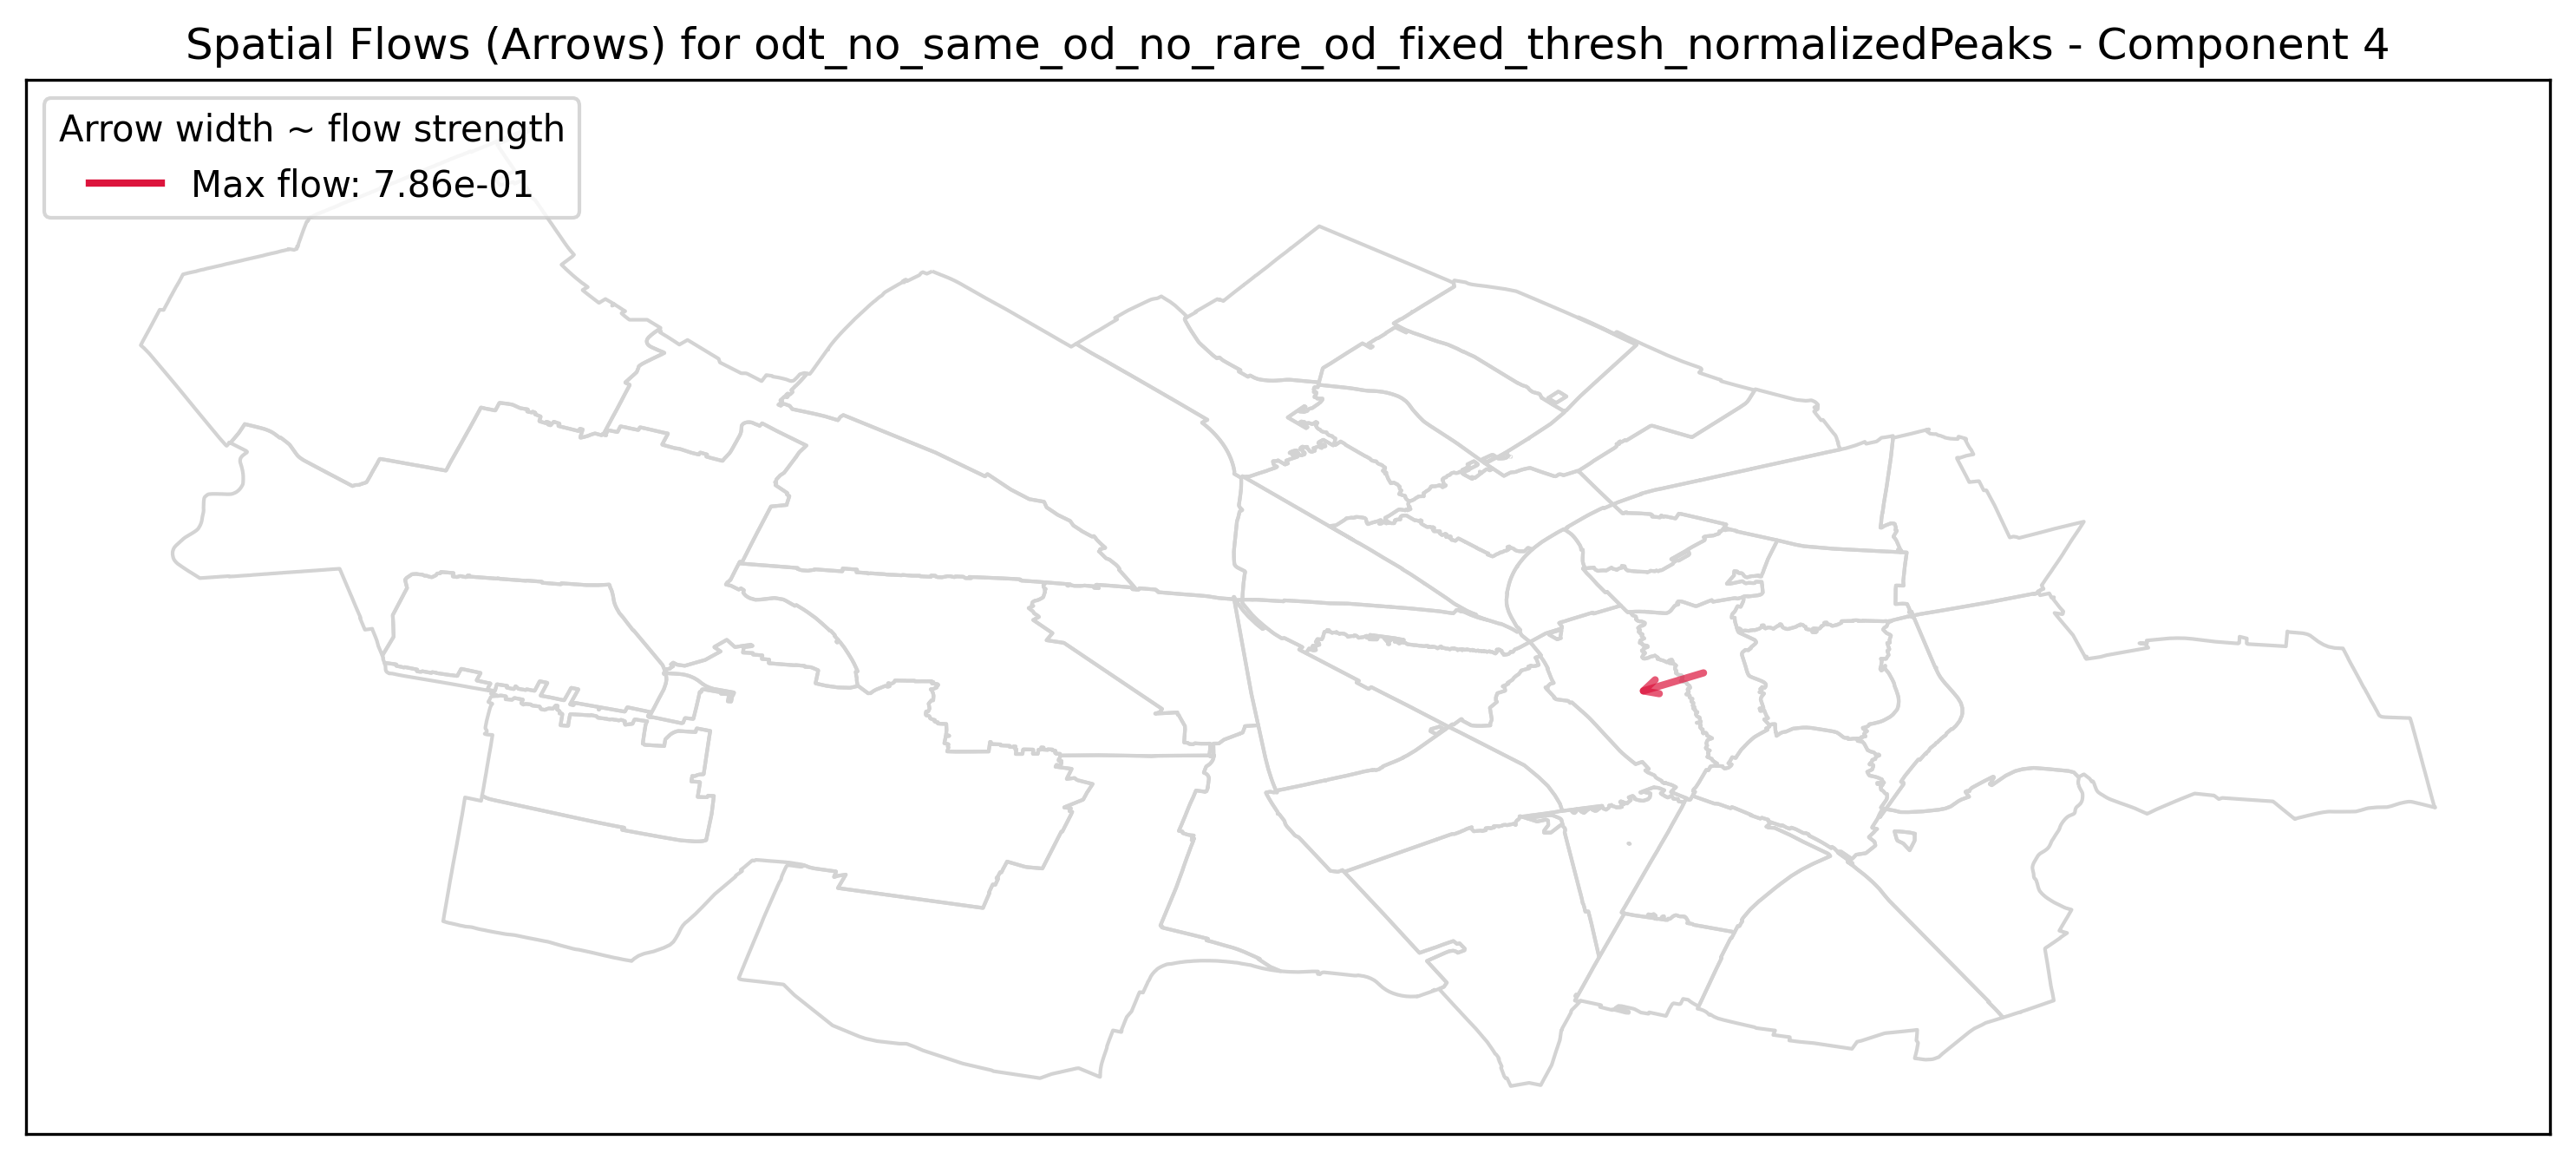 Spatial Flows (Arrows) for odt_no_same_od_no_rare_od_fixed_thresh_normalizedPeaks - Component 4
Arrow width ~ flow strength
Max flow: 7.86e-01